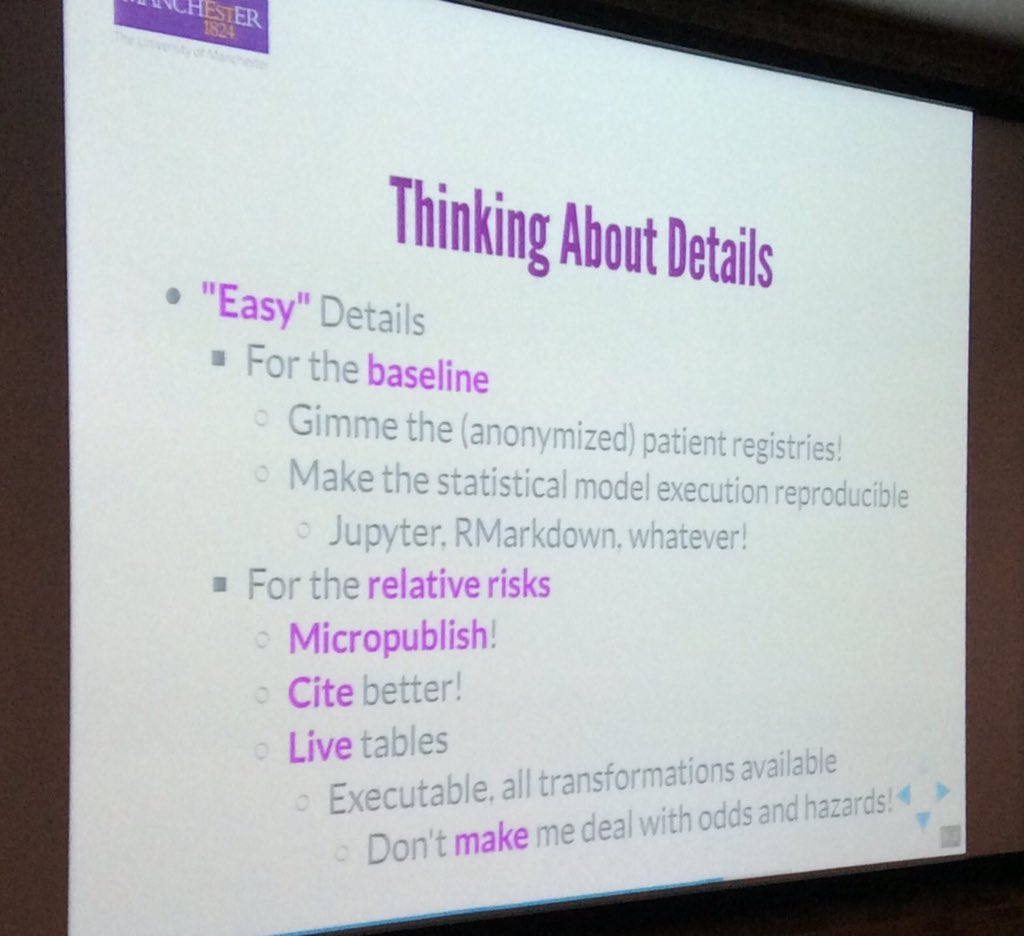 MANCHESTER
1824
The University of Manchester
Thinking About Details
"Easy" Details
For the baseline
Gimme the (anonymized) patient registries!
Make the statistical model execution reproducible
Jupyter, RMarkdown, whatever!
For the relative risks
Micropublish!
Cite better!
Live tables
Executable, all transformations available
Don't make me deal with odds and hazards!